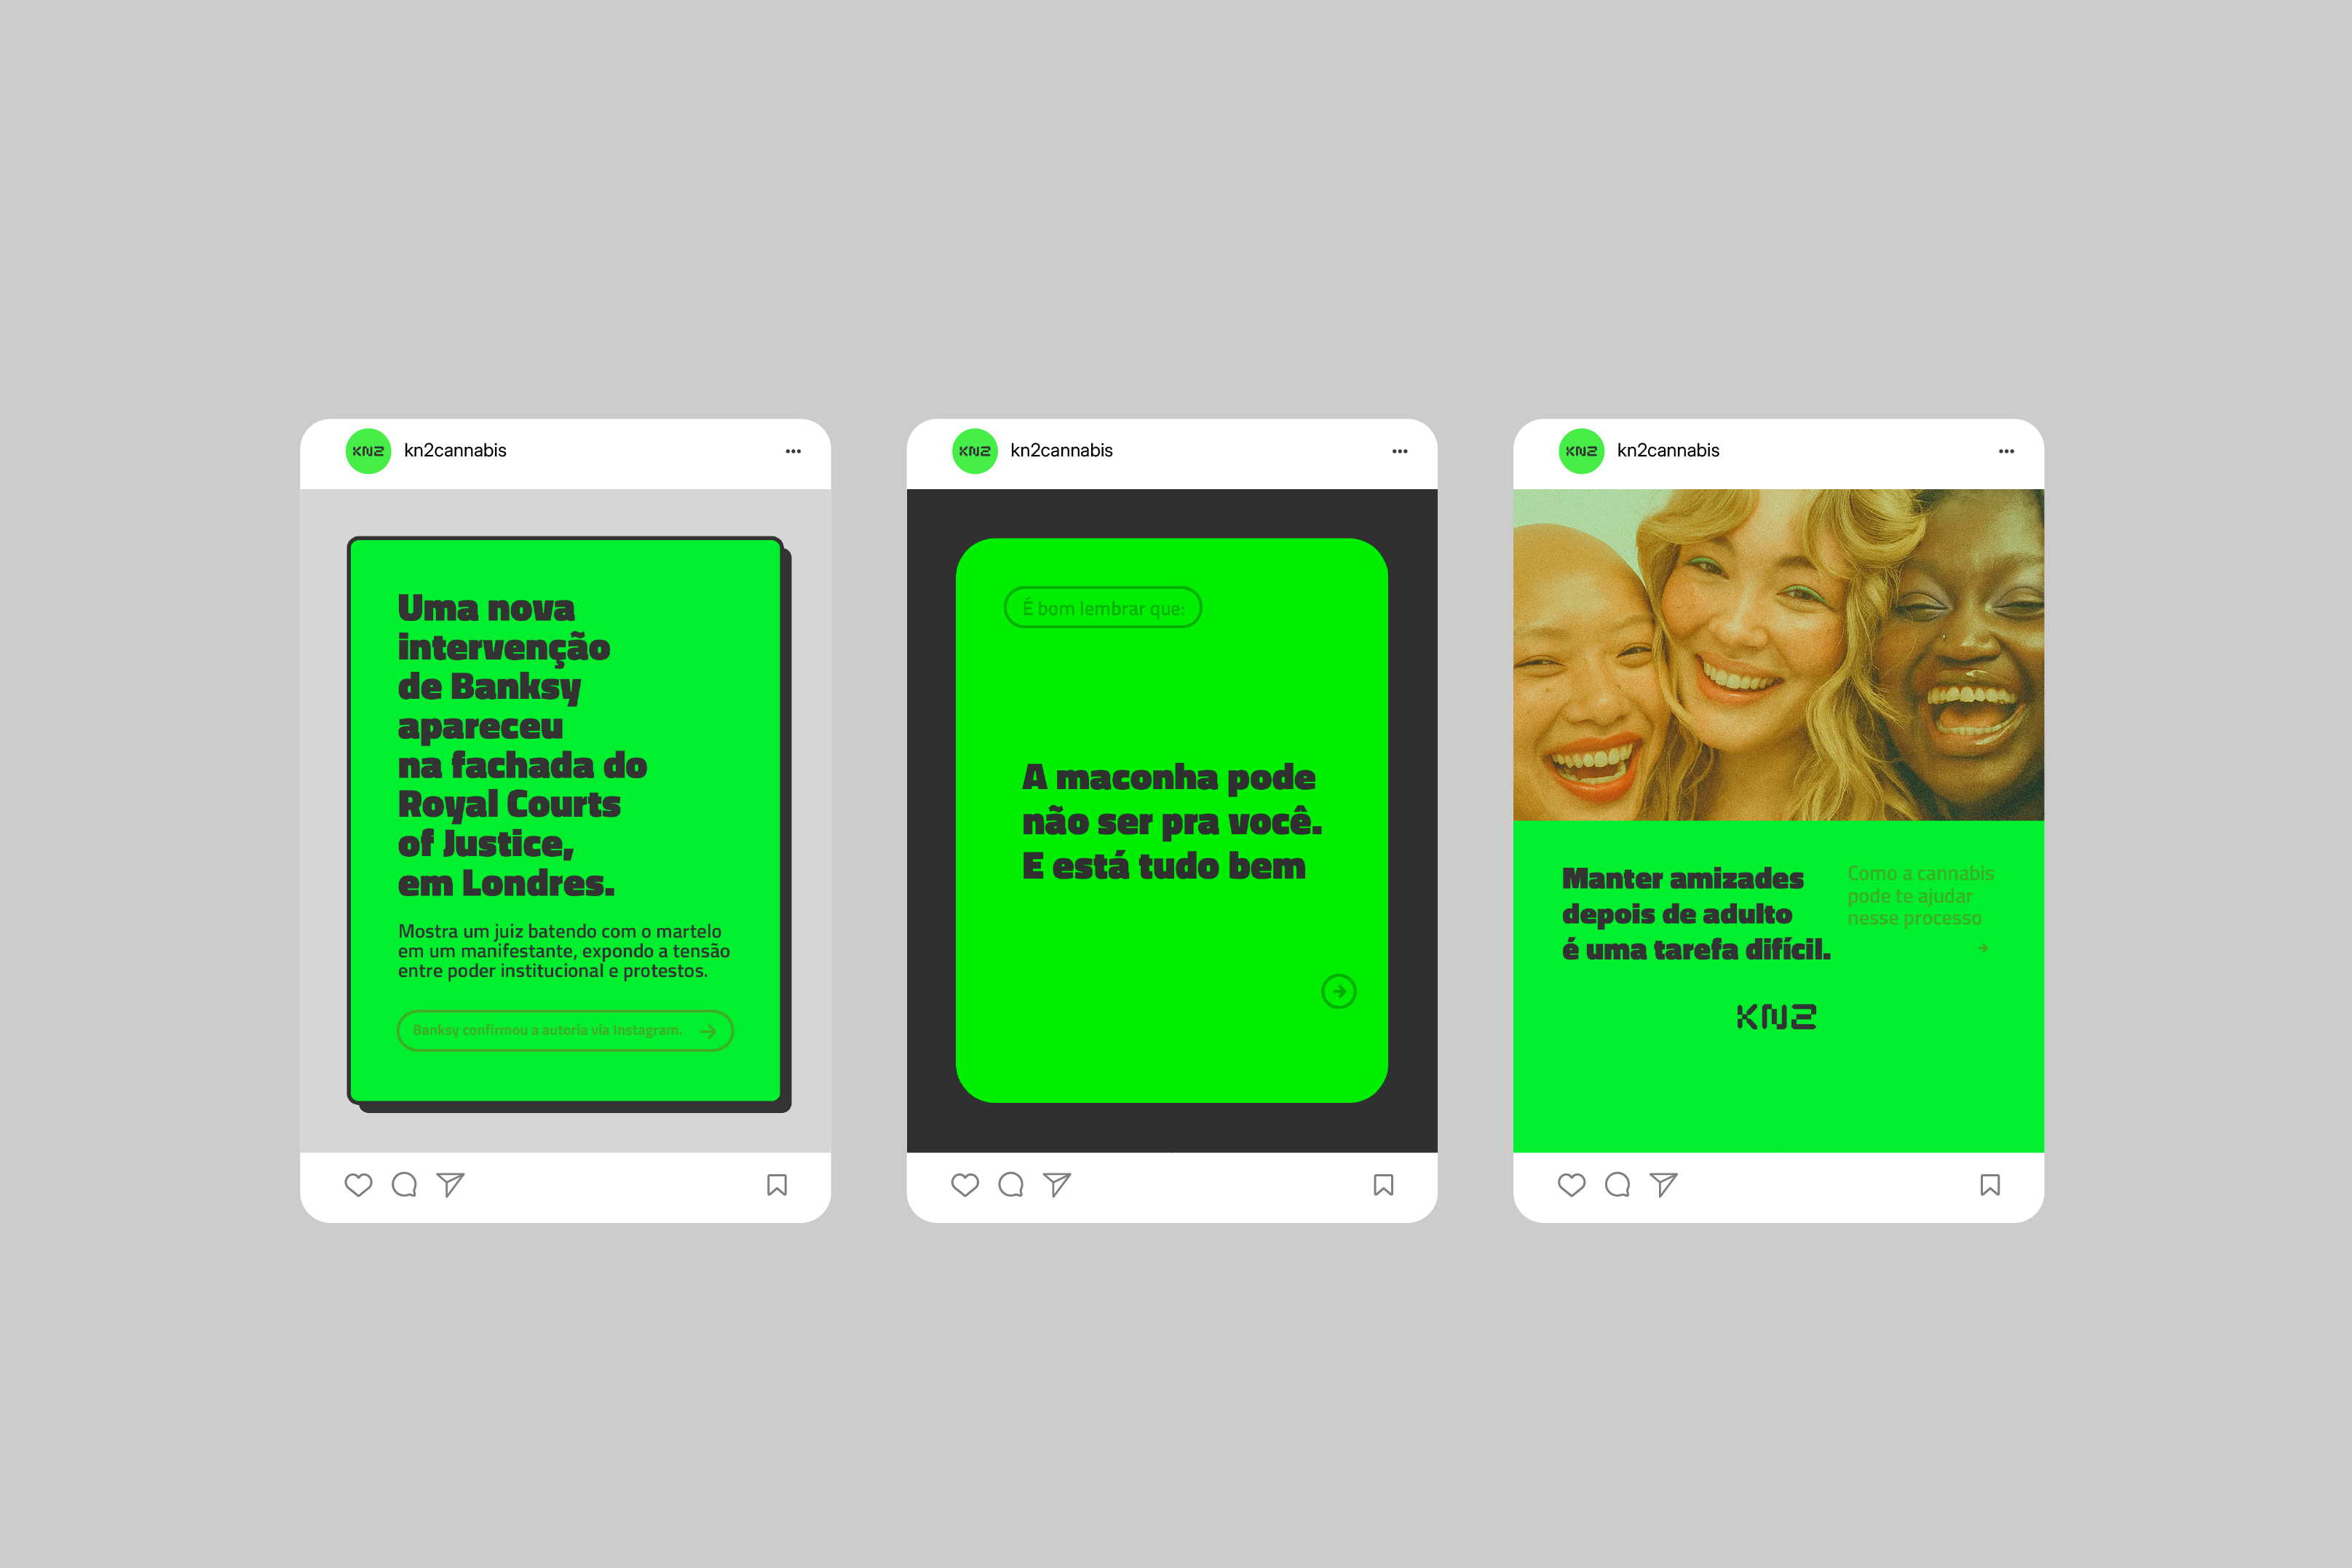 KN2 kn2cannabis
Uma nova
intervenção
de Banksy
apareceu
na fachada do
Royal Courts
of Justice,
em Londres.
Mostra um juiz batendo com o martelo
em um manifestante, expondo a tensão
entre poder institucional e protestos.
Banksy confirmou a autoria via Instagram.
KN2 kn2cannabis
É bom lembrar que:
A maconha pode
não ser pra você.
E está tudo bem
KN2 kn2cannabis
Manter amizades
depois de adulto
é uma tarefa difícil.
Como a cannabis
pode te ajudar
nesse processo
KN2